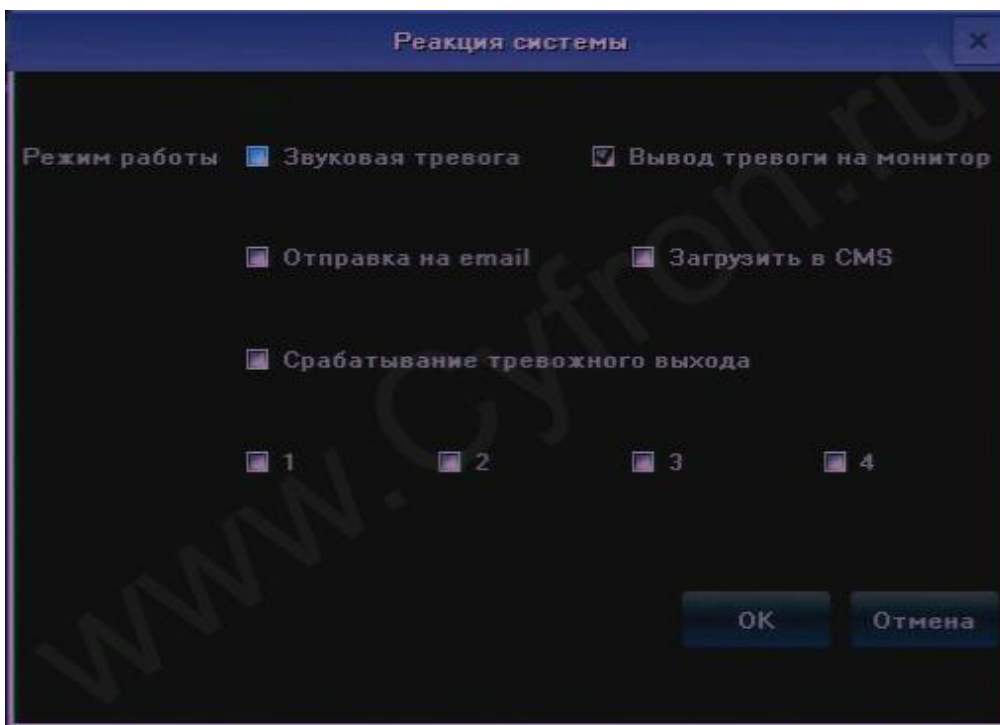 Реакция системы
Режим работы Звуковая тревога Вывод тревоги на монитор
Отправка на email Загрузить в CMS
Срабатывание тревожного выхода
1 2 3 4
OK Отмена
www.Cyfron.ru